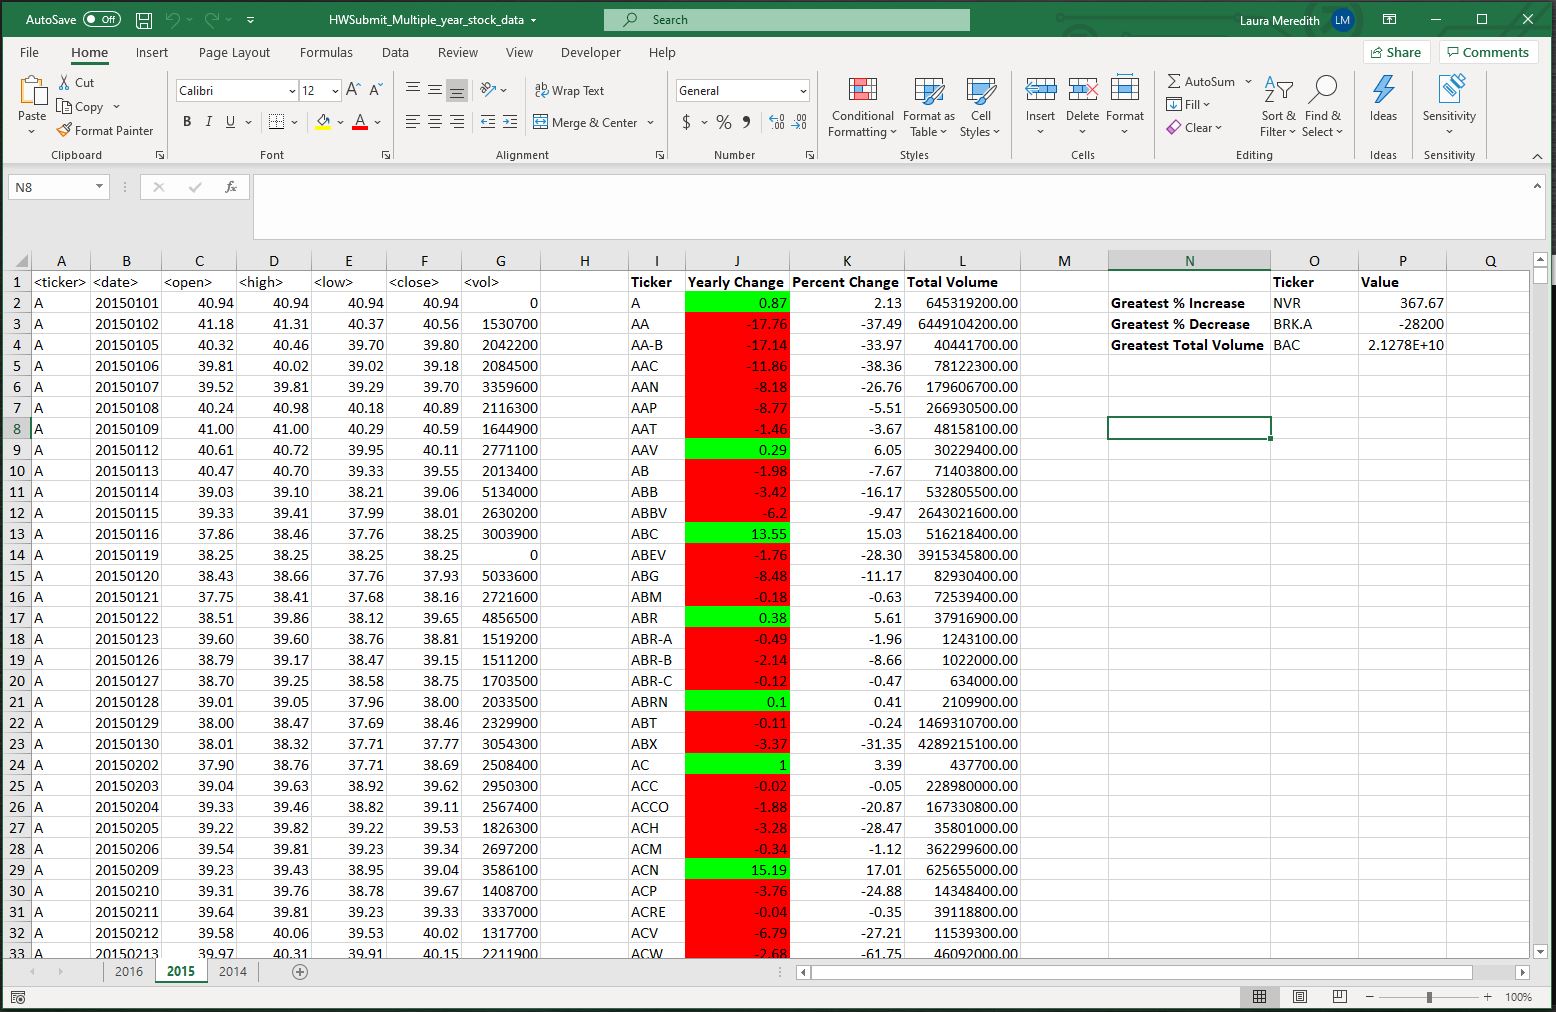 AutoSave Off HWSubmit_Multiple_year_stock_data Search Laura Meredith LM
File Home Insert Page Layout Formulas Data Review View Developer Help Share Comments
Paste Cut Copy Format Painter
Calibri 12 B I U
ab Wrap Text
Merge & Center
General
$ % 9 .00 .00
Conditional Formatting Format as Table Cell Styles
Insert Delete Format
AutoSum Fill Clear
Sort & Filter Find & Select
Ideas Sensitivity
Clipboard Font Alignment Number Styles Cells Editing Ideas Sensitivity
N8 fx
A B C D E F G H I J K L M N O P Q
1 <ticker> <date> <open> <high> <low> <close> <vol> Ticker Yearly Change Percent Change Total Volume Ticker Value
2 A 20150101 40.94 40.94 40.94 40.94 0 A 0.87 2.13 645319200.00 Greatest % Increase NVR 367.67
3 A 20150102 41.18 41.31 40.37 40.56 1530700 AA -17.76 -37.49 6449104200.00 Greatest % Decrease BRK.A -28200
4 A 20150105 40.32 40.46 39.70 39.80 2042200 AA-B -17.14 -33.97 40441700.00 Greatest Total Volume BAC 2.1278E+10
5 A 20150106 39.81 40.02 39.02 39.18 2084500 AAC -11.86 -38.36 78122300.00
6 A 20150107 39.52 39.81 39.29 39.70 3359600 AAN -8.18 -26.76 179606700.00
7 A 20150108 40.24 40.98 40.18 40.89 2116300 AAP -8.77 -5.51 266930500.00
8 A 20150109 41.00 41.00 40.29 40.59 1644900 AAT -1.46 -3.67 48158100.00
9 A 20150112 40.61 40.72 39.95 40.11 2771100 AAV 0.29 6.05 30229400.00
10 A 20150113 40.47 40.70 39.33 39.55 2013400 AB -1.98 -7.67 71403800.00
11 A 20150114 39.03 39.10 38.21 39.06 5134000 ABB -3.42 -16.17 532805500.00
12 A 20150115 39.33 39.41 37.99 38.01 2630200 ABBV -6.2 -9.47 2643021600.00
13 A 20150116 37.86 38.46 37.76 38.25 3003900 ABC 13.55 15.03 516218400.00
14 A 20150119 38.25 38.25 38.25 38.25 0 ABEV -1.76 -28.30 3915345800.00
15 A 20150120 38.43 38.66 37.76 37.93 5033600 ABG -8.48 -11.17 82930400.00
16 A 20150121 37.75 38.41 37.68 38.16 2721600 ABM -0.18 -0.63 72539400.00
17 A 20150122 38.51 39.86 38.12 39.65 4856500 ABR 0.38 5.61 37916900.00
18 A 20150123 39.60 39.60 38.76 38.81 1519200 ABR-A -0.49 -1.96 1243100.00
19 A 20150126 38.79 39.17 38.47 39.15 1511200 ABR-B -2.14 -8.66 1022000.00
20 A 20150127 38.70 39.25 38.58 38.75 1703500 ABR-C -0.12 -0.47 634000.00
21 A 20150128 39.01 39.05 37.96 38.00 2033500 ABRN 0.1 0.41 2109900.00
22 A 20150129 38.00 38.47 37.69 38.46 2329900 ABT -0.11 -0.24 1469310700.00
23 A 20150130 38.01 38.32 37.71 37.77 3054300 ABX -3.37 -31.35 4289215100.00
24 A 20150202 37.90 38.76 37.71 38.69 2508400 AC 1 3.39 437700.00
25 A 20150203 39.04 39.63 38.92 39.62 2950300 ACC -0.02 -0.05 228980000.00
26 A 20150204 39.33 39.46 38.82 39.11 2567400 ACCO -1.88 -20.87 167330800.00
27 A 20150205 39.22 39.82 39.22 39.53 1826300 ACH -3.28 -28.47 35801000.00
28 A 20150206 39.54 39.81 39.23 39.34 2697200 ACM -0.34 -1.12 362299600.00
29 A 20150209 39.23 39.43 38.95 39.04 3586100 ACN 15.19 17.01 625655000.00
30 A 20150210 39.31 39.76 38.78 39.67 1408700 ACP -3.76 -24.88 14348400.00
31 A 20150211 39.64 39.81 39.23 39.33 3337000 ACRE -0.04 -0.35 39118800.00
32 A 20150212 39.58 40.06 39.53 40.02 1317700 ACV -6.79 -27.21 11539300.00
33 A 20150213 39.97 40.31 39.91 40.15 2211900 ACW -2.68 -61.75 46092000.00
2016 2015 2014
100%